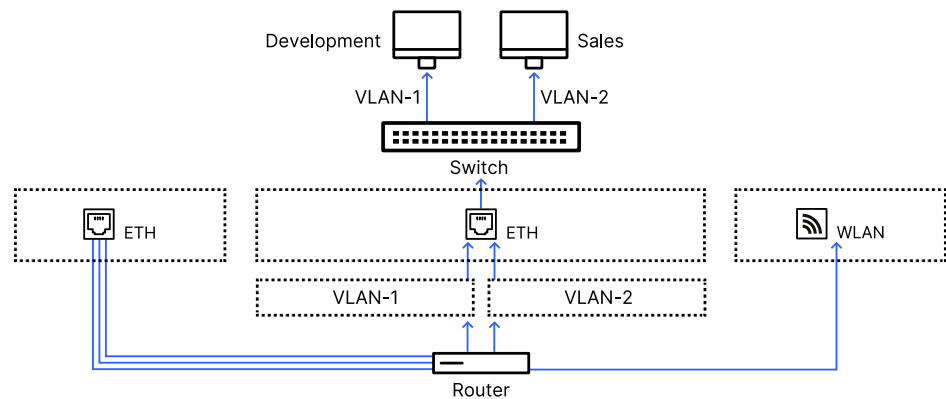 Development
Sales
VLAN-1
VLAN-2
Switch
ETH
ETH
WLAN
VLAN-1
VLAN-2
Router